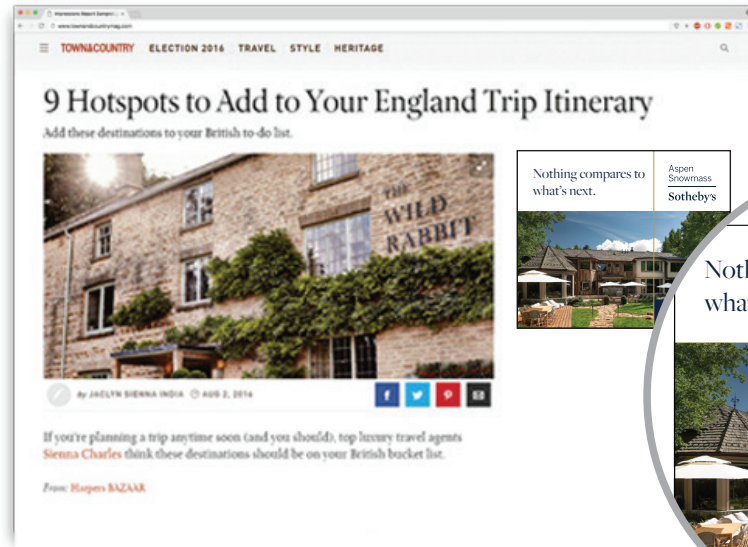 www.townandcountrymag.com
TOWN&COUNTRY ELECTION 2016 TRAVEL STYLE HERITAGE
9 Hotspots to Add to Your England Trip Itinerary
Add these destinations to your British to-do list.
THE
WILD
RABBIT
By JACLYN SIENNA INDIA AUG 2, 2016
If you're planning a trip anytime soon (and you should), top luxury travel agents
Sienna Charles think these destinations should be on your British bucket list.
From: Harpers BAZAAR
Nothing compares to
what's next.
Aspen
Snowmass
Sotheby's
Noth
what